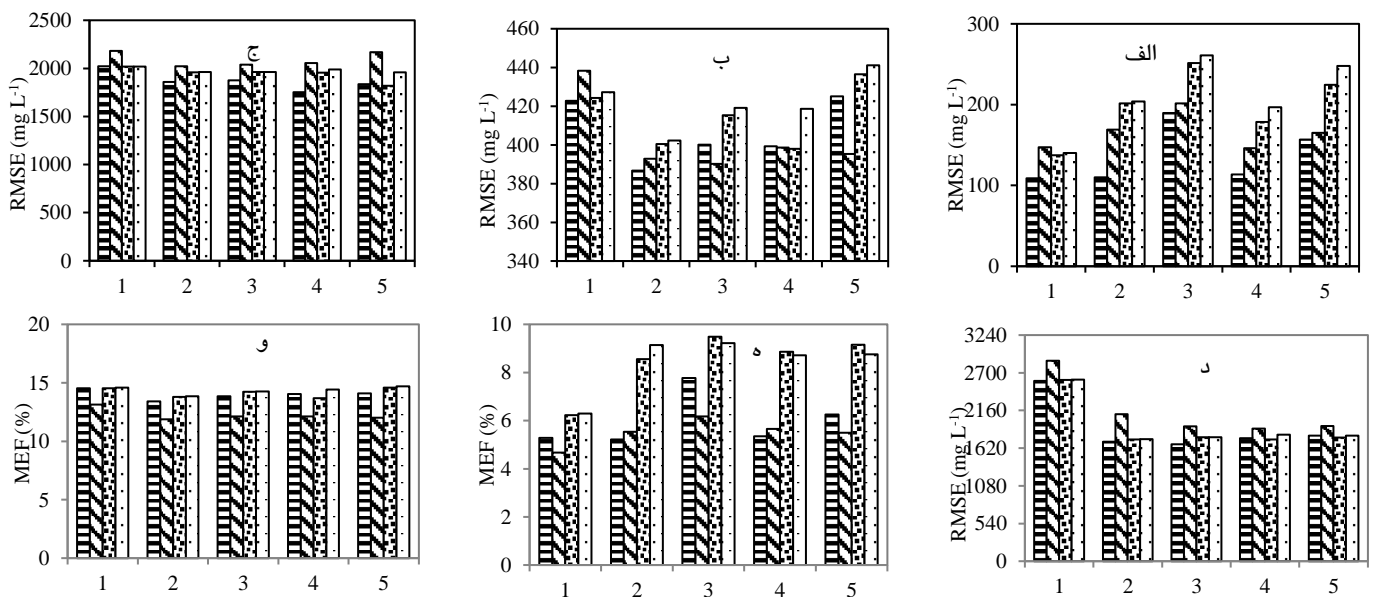 ج
RMSE (mg L-1)
2500
2000
1500
1000
500
0
1 2 3 4 5
ب
RMSE (mg L-1)
460
440
420
400
380
360
340
1 2 3 4 5
الف
RMSE (mg L-1)
300
200
100
0
1 2 3 4 5
و
MEF (%)
20
15
10
5
0
1 2 3 4 5
ه
MEF (%)
10
8
6
4
2
0
1 2 3 4 5
د
RMSE (mg L-1)
3240
2700
2160
1620
1080
540
0
1 2 3 4 5